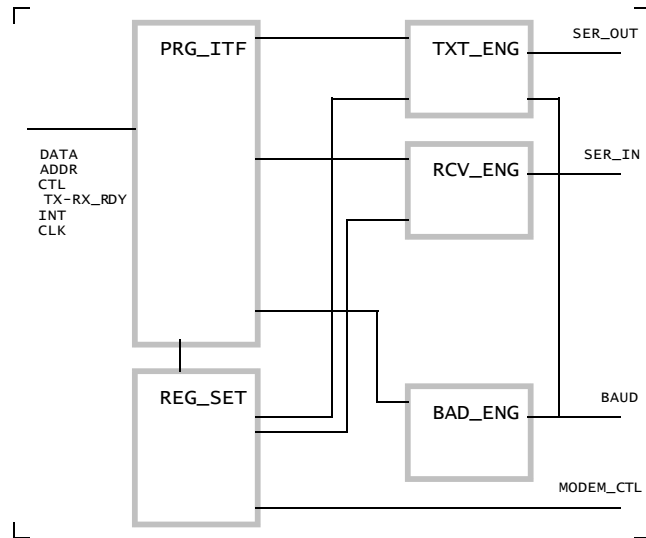 PRG_ITF
TXT_ENG
SER_OUT
DATA
ADDR
CTL
TX-RX_RDY
INT
CLK
RCV_ENG
SER_IN
REG_SET
BAD_ENG
BAUD
MODEM_CTL